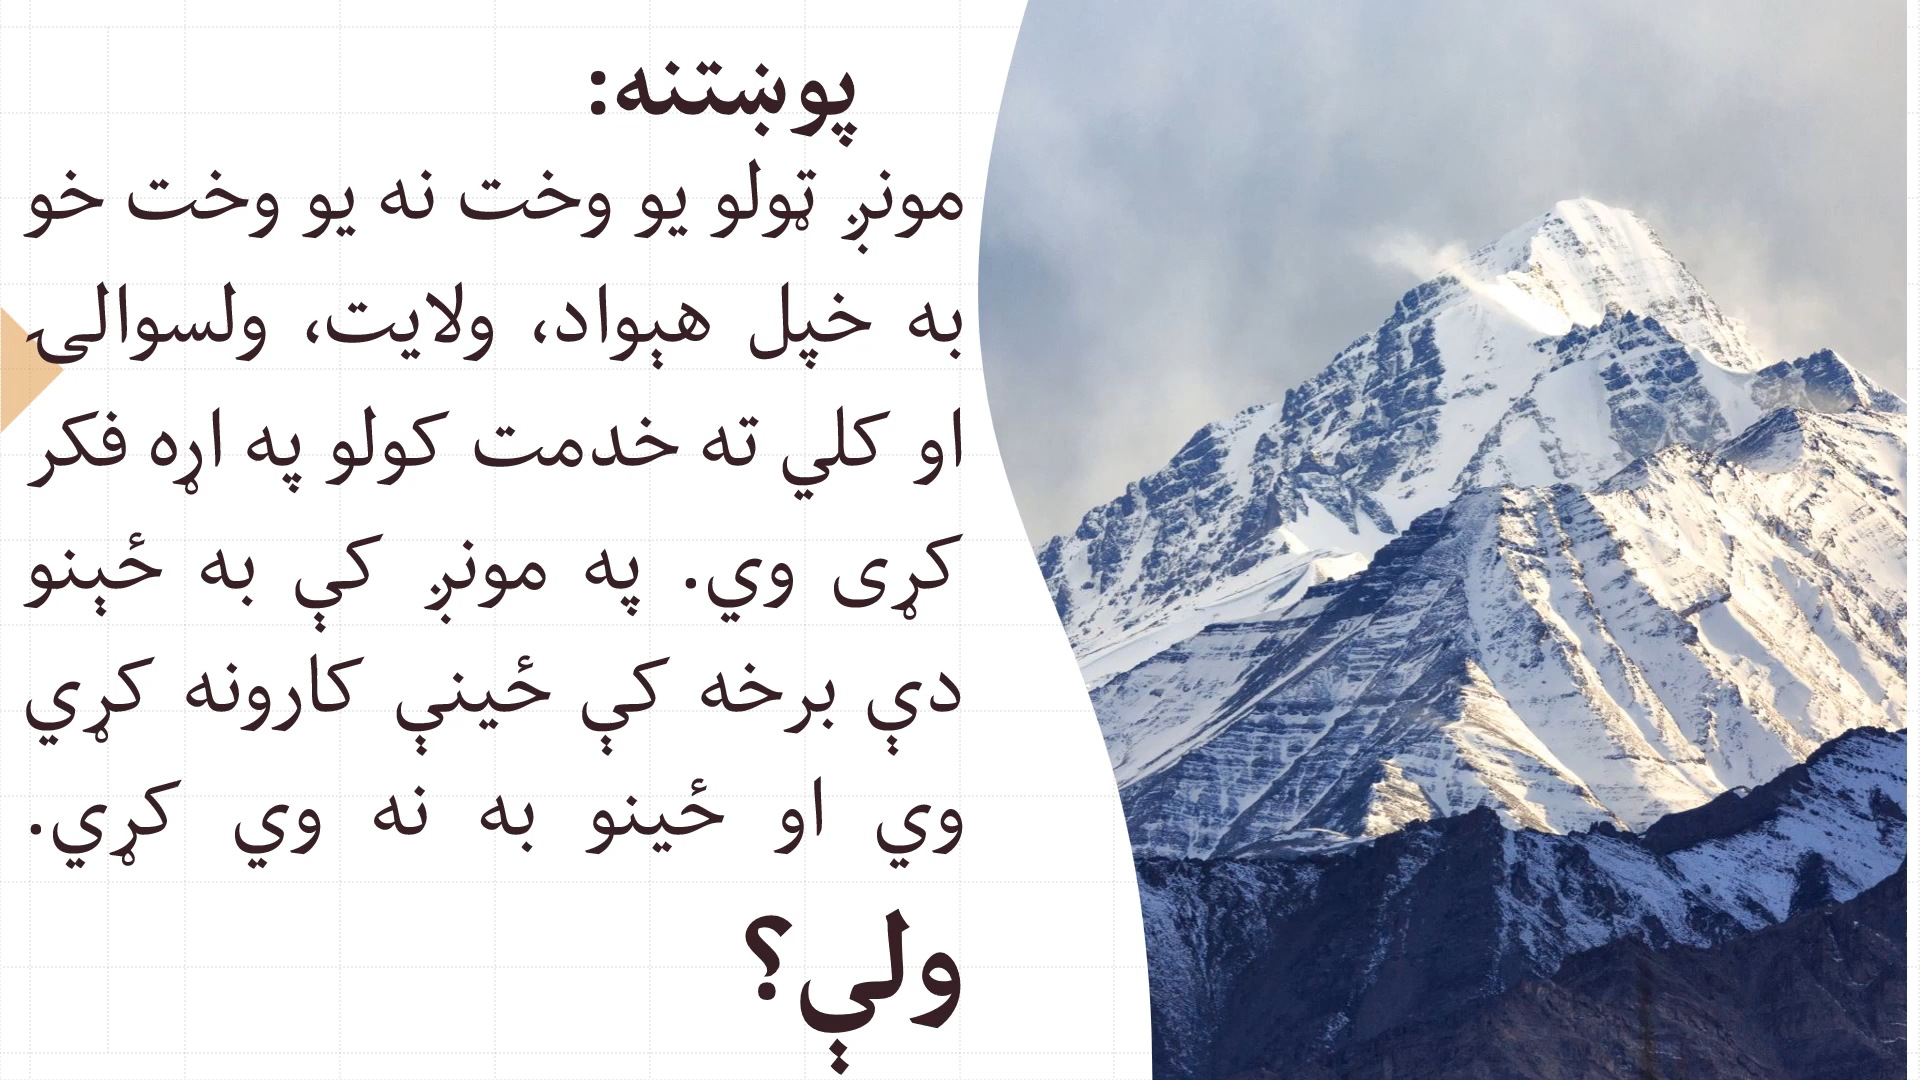 پوښتنه:
مونږ ټولو یو وخت نه یو وخت خو
به خپل هېواد، ولایت، ولسوالۍ
او کلي ته خدمت کولو په اړه فکر
کړی وي. په مونږ کې به ځېنو
دې برخه کې ځینې کارونه کړي
وي او ځینو به نه وي کړي.
ولې؟